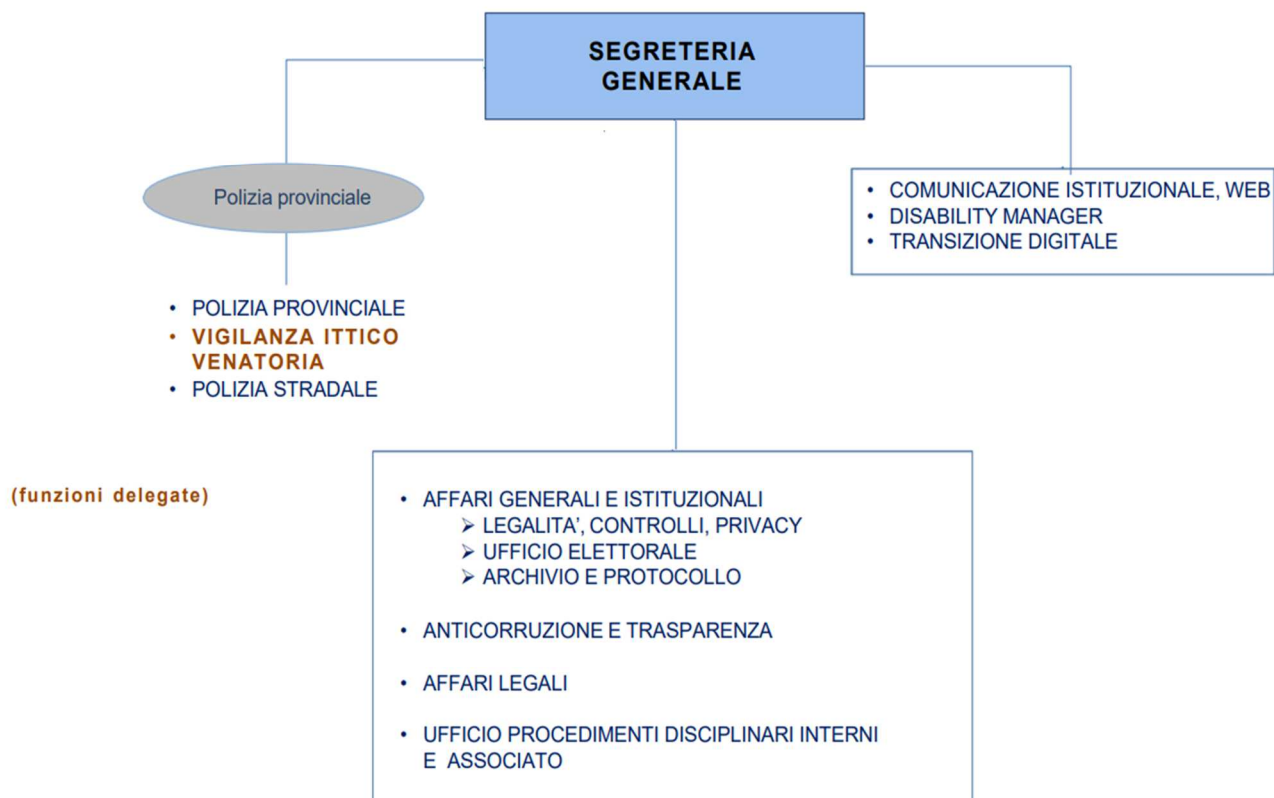 SEGRETERIA
GENERALE
Polizia provinciale
• COMUNICAZIONE ISTITUZIONALE, WEB
• DISABILITY MANAGER
• TRANSIZIONE DIGITALE
• POLIZIA PROVINCIALE
• VIGILANZA ITTICO
VENATORIA
• POLIZIA STRADALE
(funzioni delegate)
• AFFARI GENERALI E ISTITUZIONALI
➢ LEGALITA’, CONTROLLI, PRIVACY
➢ UFFICIO ELETTORALE
➢ ARCHIVIO E PROTOCOLLO
• ANTICORRUZIONE E TRASPARENZA
• AFFARI LEGALI
• UFFICIO PROCEDIMENTI DISCIPLINARI INTERNI
E ASSOCIATO